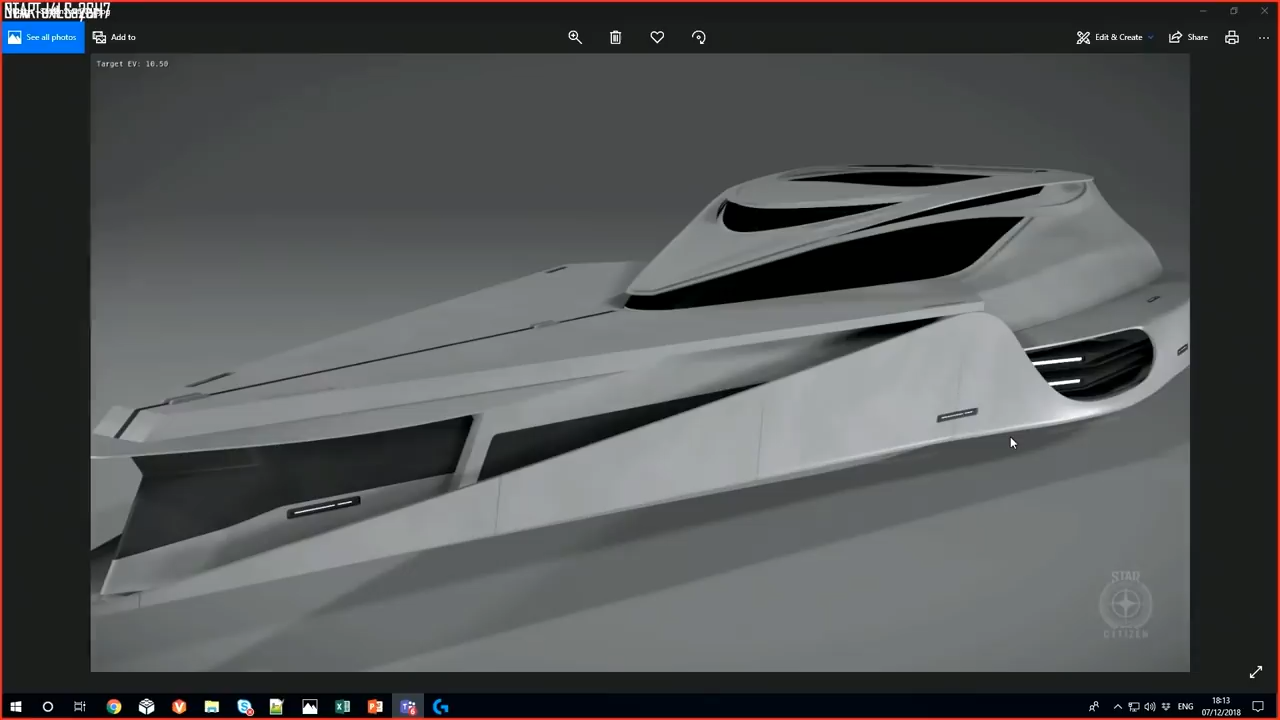 See all photos
Add to
Edit & Create
Share
Target EV: 10.50
STAR
CITIZEN
ENG
18:13
07/12/2018